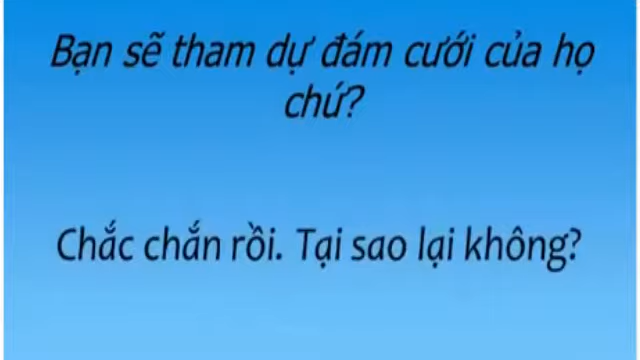 Bạn sẽ tham dự đám cưới của họ
chứ?
Chắc chắn rồi. Tại sao lại không?